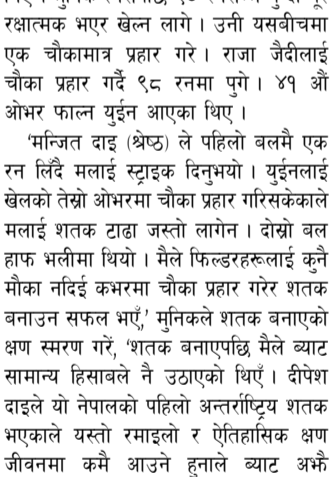 रक्षात्मक भएर खेल्न लागे । उनी यसबीचमा
एक चौकामात्र प्रहार गरे । राजा जैदीलाई
चौका प्रहार गर्दै ९८ रनमा पुगे । ४१ औं
ओभर फाल्न युईन आएका थिए ।
‘मन्जित दाइ (श्रेष्ठ) ले पहिलो बलमै एक
रन लिँदै मलाई स्ट्राइक दिनुभयो । युईनलाई
खेलको तेस्रो ओभरमा चौका प्रहार गरिसकेकाले
मलाई शतक टाढा जस्तो लागेन । दोस्रो बल
हाफ भलीमा थियो । मैले फिल्डरहरूलाई कुनै
मौका नदिई कभरमा चौका प्रहार गरेर शतक
बनाउन सफल भएँ,’ मुनिकले शतक बनाएको
क्षण स्मरण गरें, ‘शतक बनाएपछि मैले ब्याट
सामान्य हिसाबले नै उठाएको थिएँ । दीपेश
दाइले यो नेपालको पहिलो अन्तर्राष्ट्रिय शतक
भएकाले यस्तो रमाइलो र ऐतिहासिक क्षण
जीवनमा कमै आउने हुनाले ब्याट अझै